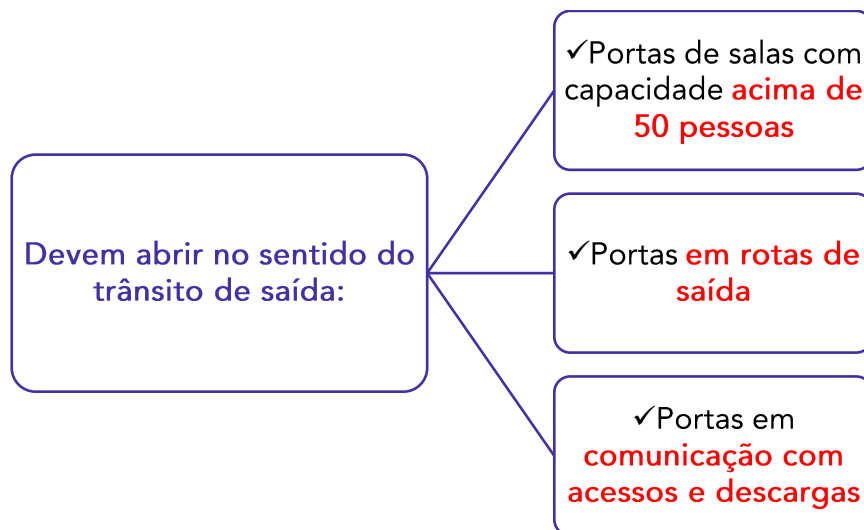 Devem abrir no sentido do
trânsito de saída:
✓Portas de salas com
capacidade acima de
50 pessoas
✓Portas em rotas de
saída
✓Portas em
comunicação com
acessos e descargas